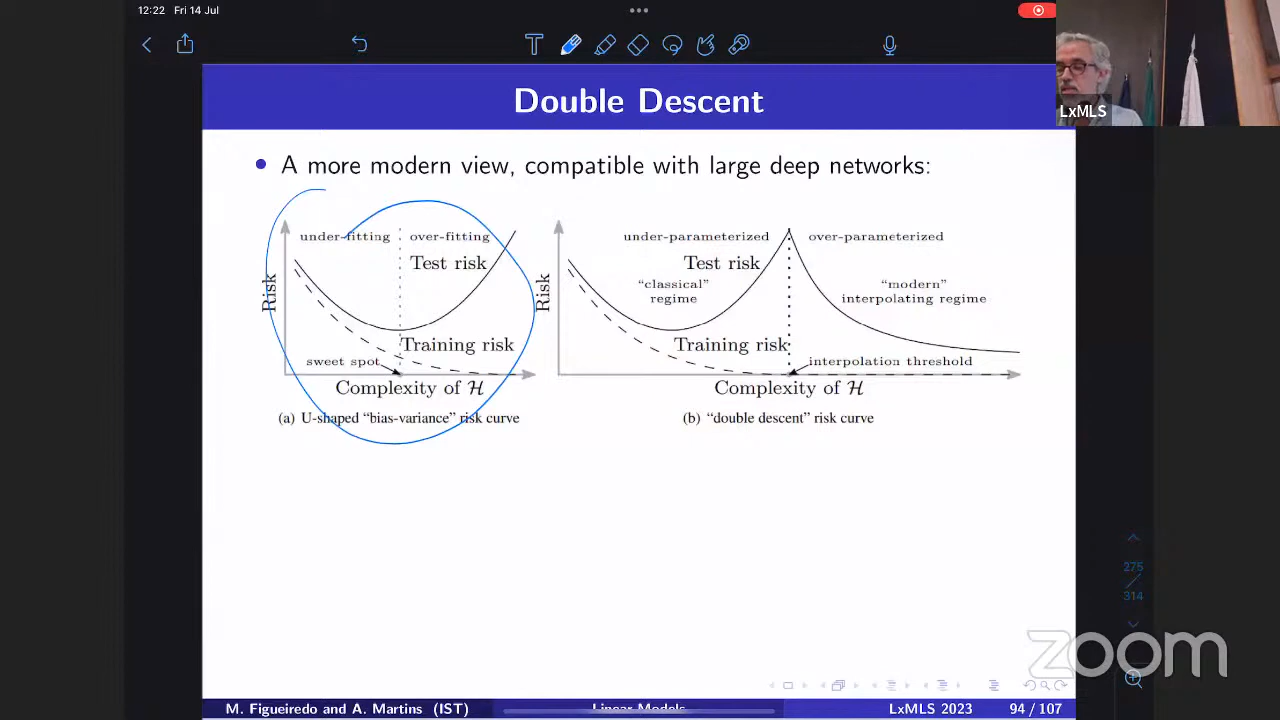 12:22 Fri 14 Jul
T
LxMLS
Double Descent
A more modern view, compatible with large deep networks:
under-fitting over-fitting
Test risk
Risk
Training risk
sweet spot
Complexity of H
(a) U-shaped “bias-variance” risk curve
under-parameterized over-parameterized
Test risk
“classical”
regime
“modern”
interpolating regime
Risk
Training risk
interpolation threshold
Complexity of H
(b) “double descent” risk curve
275
314
zoom
M. Figueiredo and A. Martins (IST) Linear Models LxMLS 2023 94 / 107